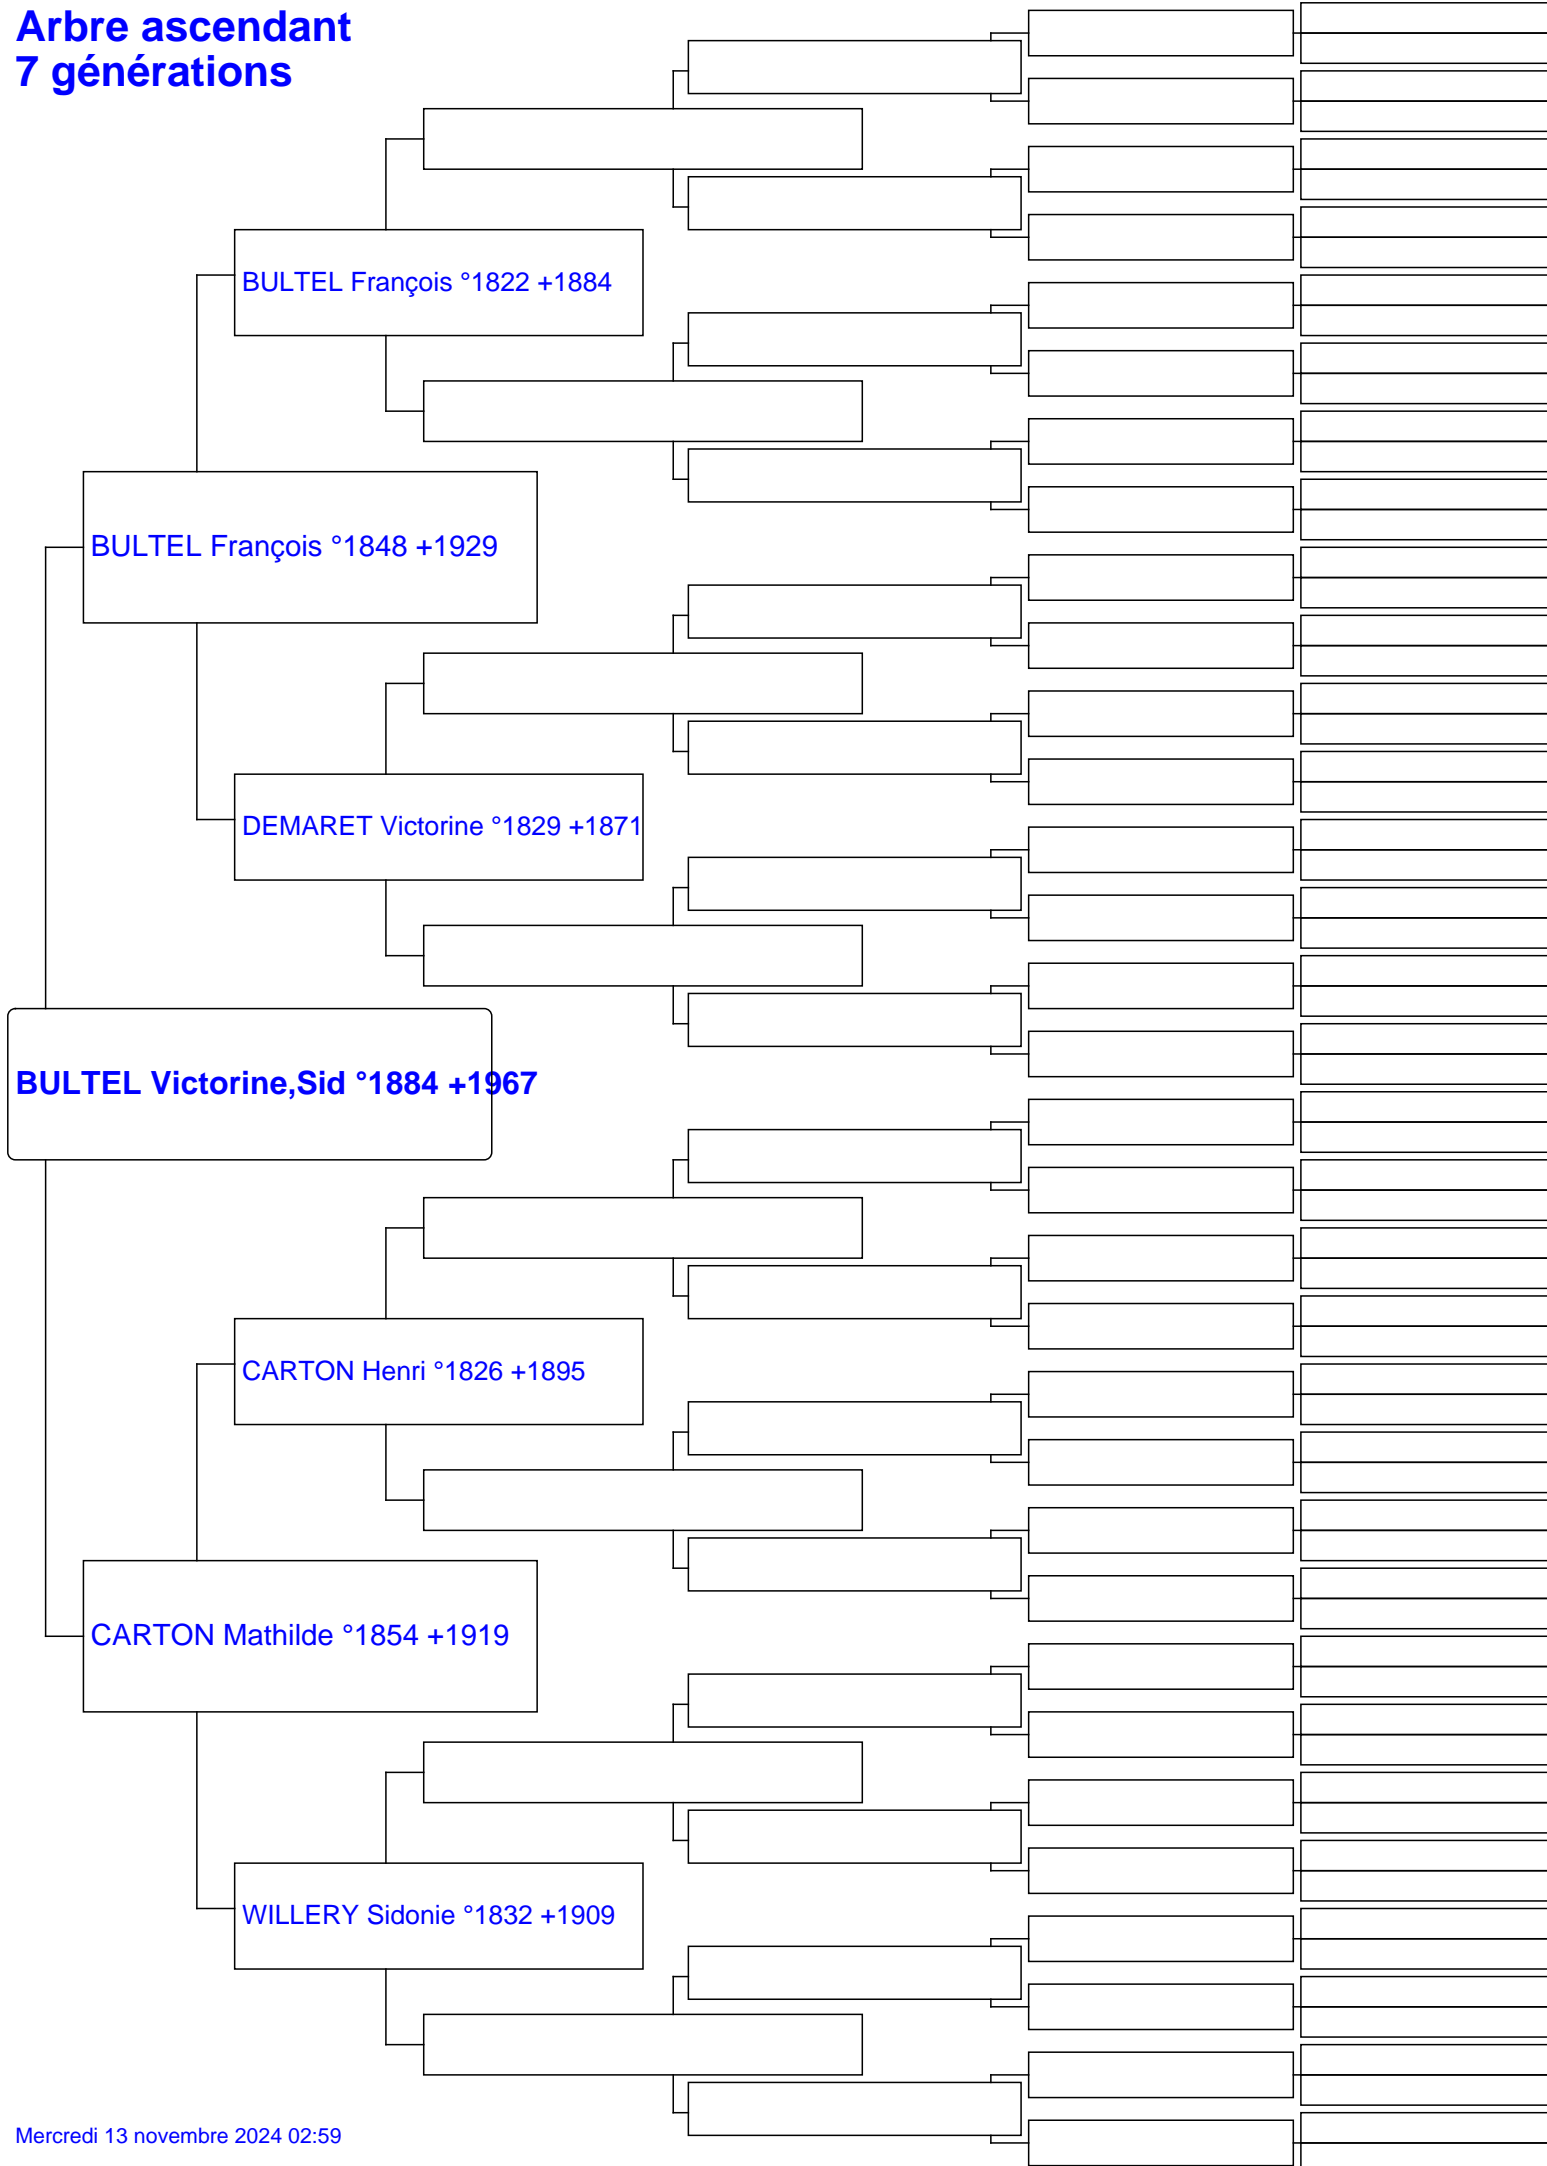 Arbre ascendant
7 générations
BULTEL François °1822 +1884
BULTEL François °1848 +1929
DEMARET Victorine °1829 +1871
BULTEL Victorine,Sid °1884 +1967
CARTON Henri °1826 +1895
CARTON Mathilde °1854 +1919
WILLERY Sidonie °1832 +1909
Mercredi 13 novembre 2024 02:59